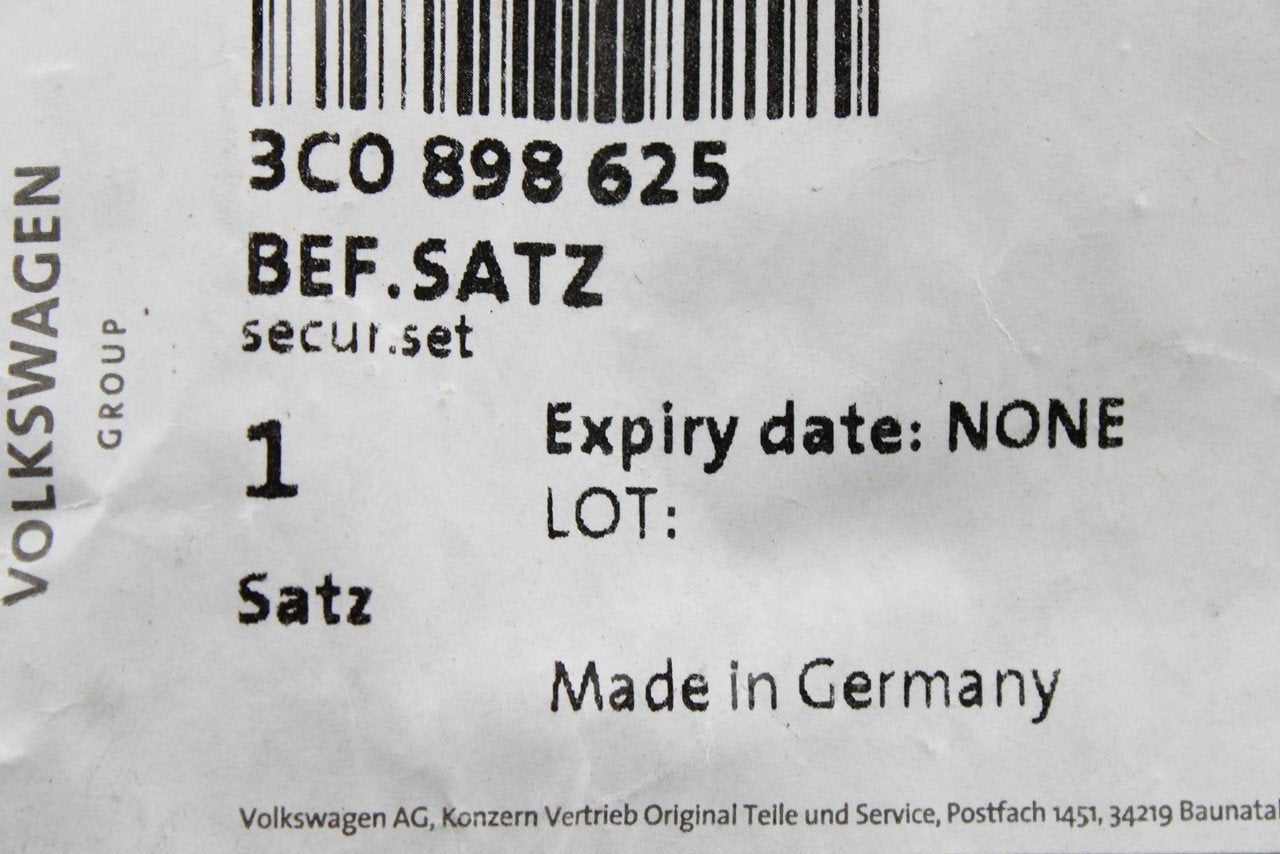 VOLKSWAGEN
GROUP
3C0 898 625
BEF.SATZ
secur.set
1
Expiry date: NONE
LOT:
Satz
Made in Germany
Volkswagen AG, Konzern Vertrieb Original Teile und Service, Postfach 1451, 34219 Baunatal